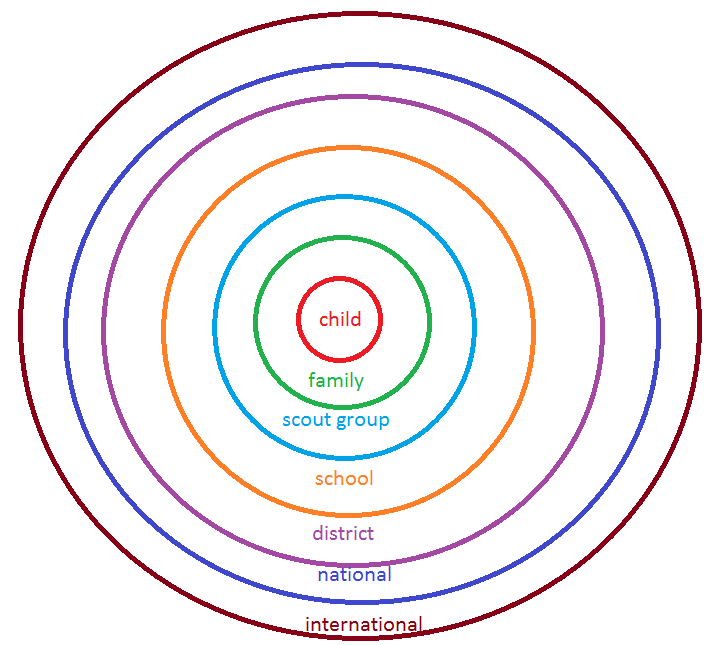 child
family
scout group
school
district
national
international